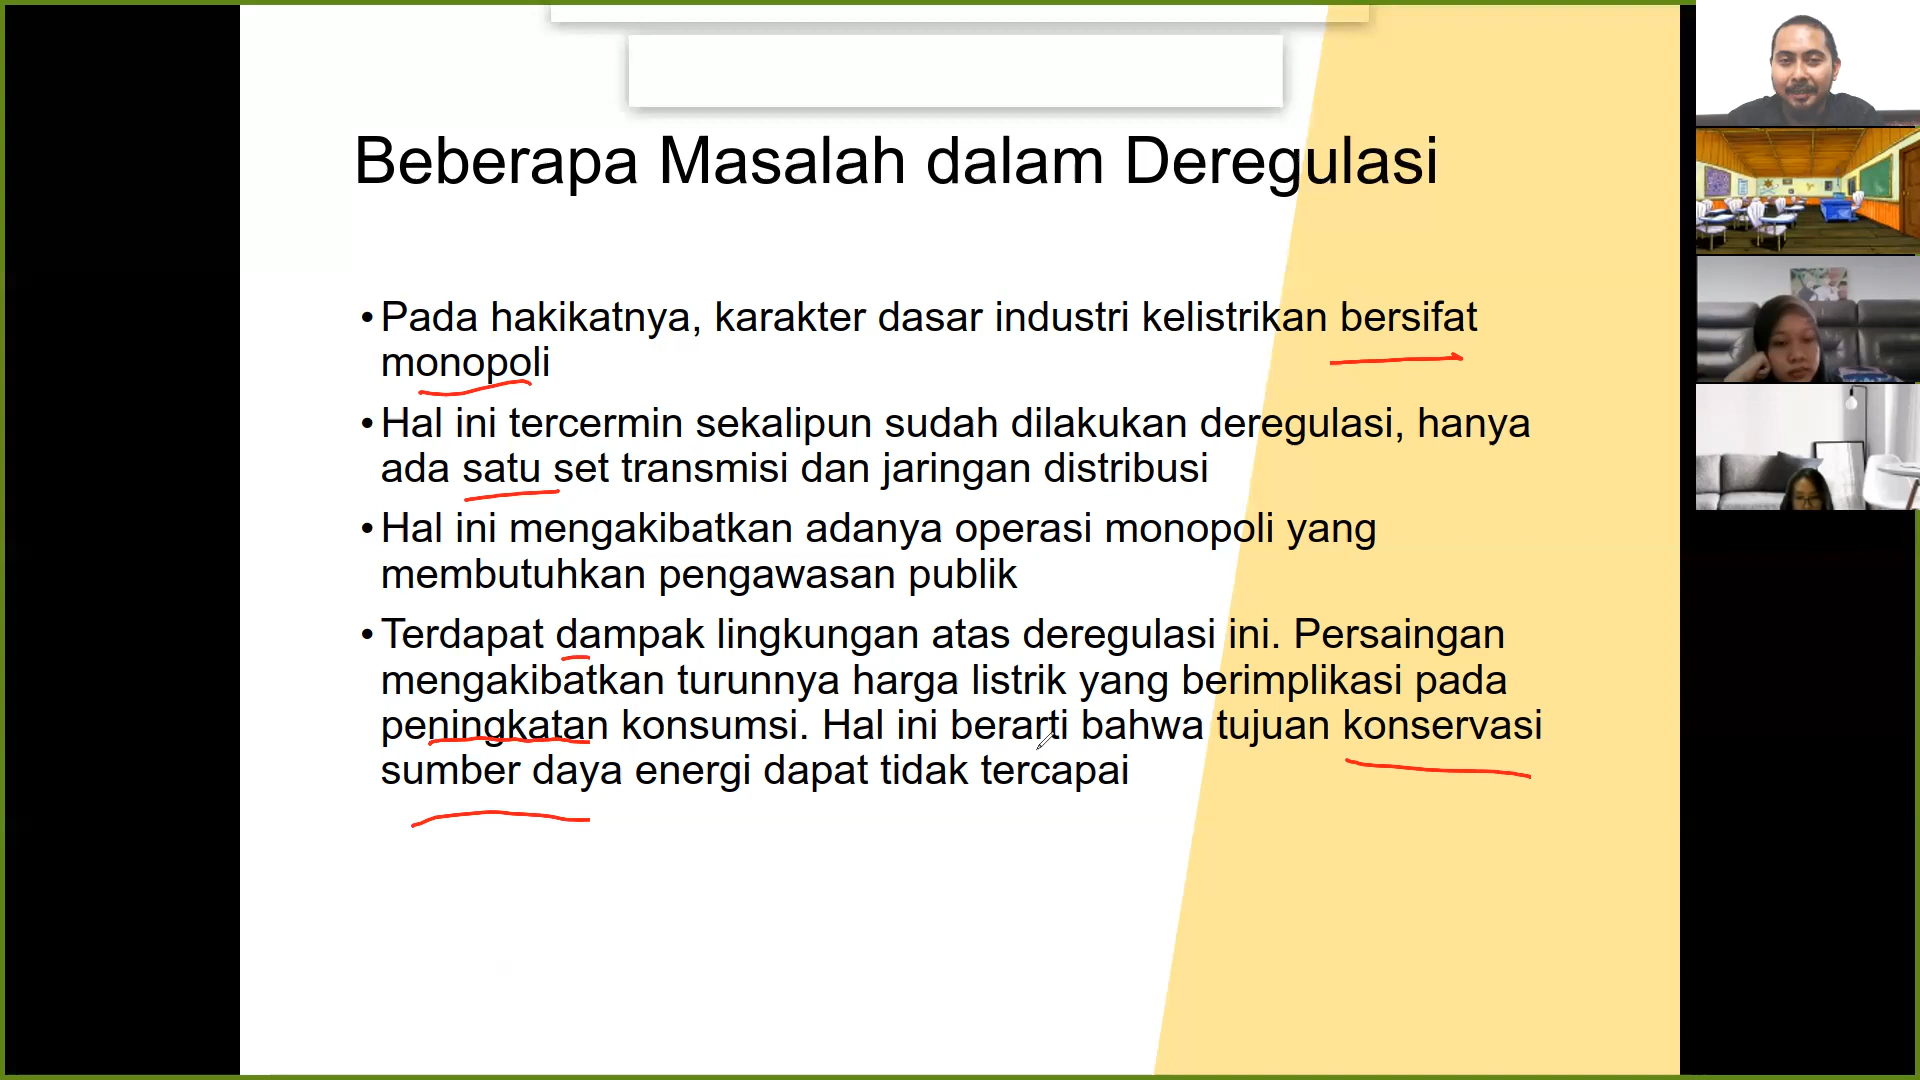 Beberapa Masalah dalam Deregulasi
•Pada hakikatnya, karakter dasar industri kelistrikan bersifat
monopoli
•Hal ini tercermin sekalipun sudah dilakukan deregulasi, hanya
ada satu set transmisi dan jaringan distribusi
•Hal ini mengakibatkan adanya operasi monopoli yang
membutuhkan pengawasan publik
•Terdapat dampak lingkungan atas deregulasi ini. Persaingan
mengakibatkan turunnya harga listrik yang berimplikasi pada
peningkatan konsumsi. Hal ini berarti bahwa tujuan konservasi
sumber daya energi dapat tidak tercapai